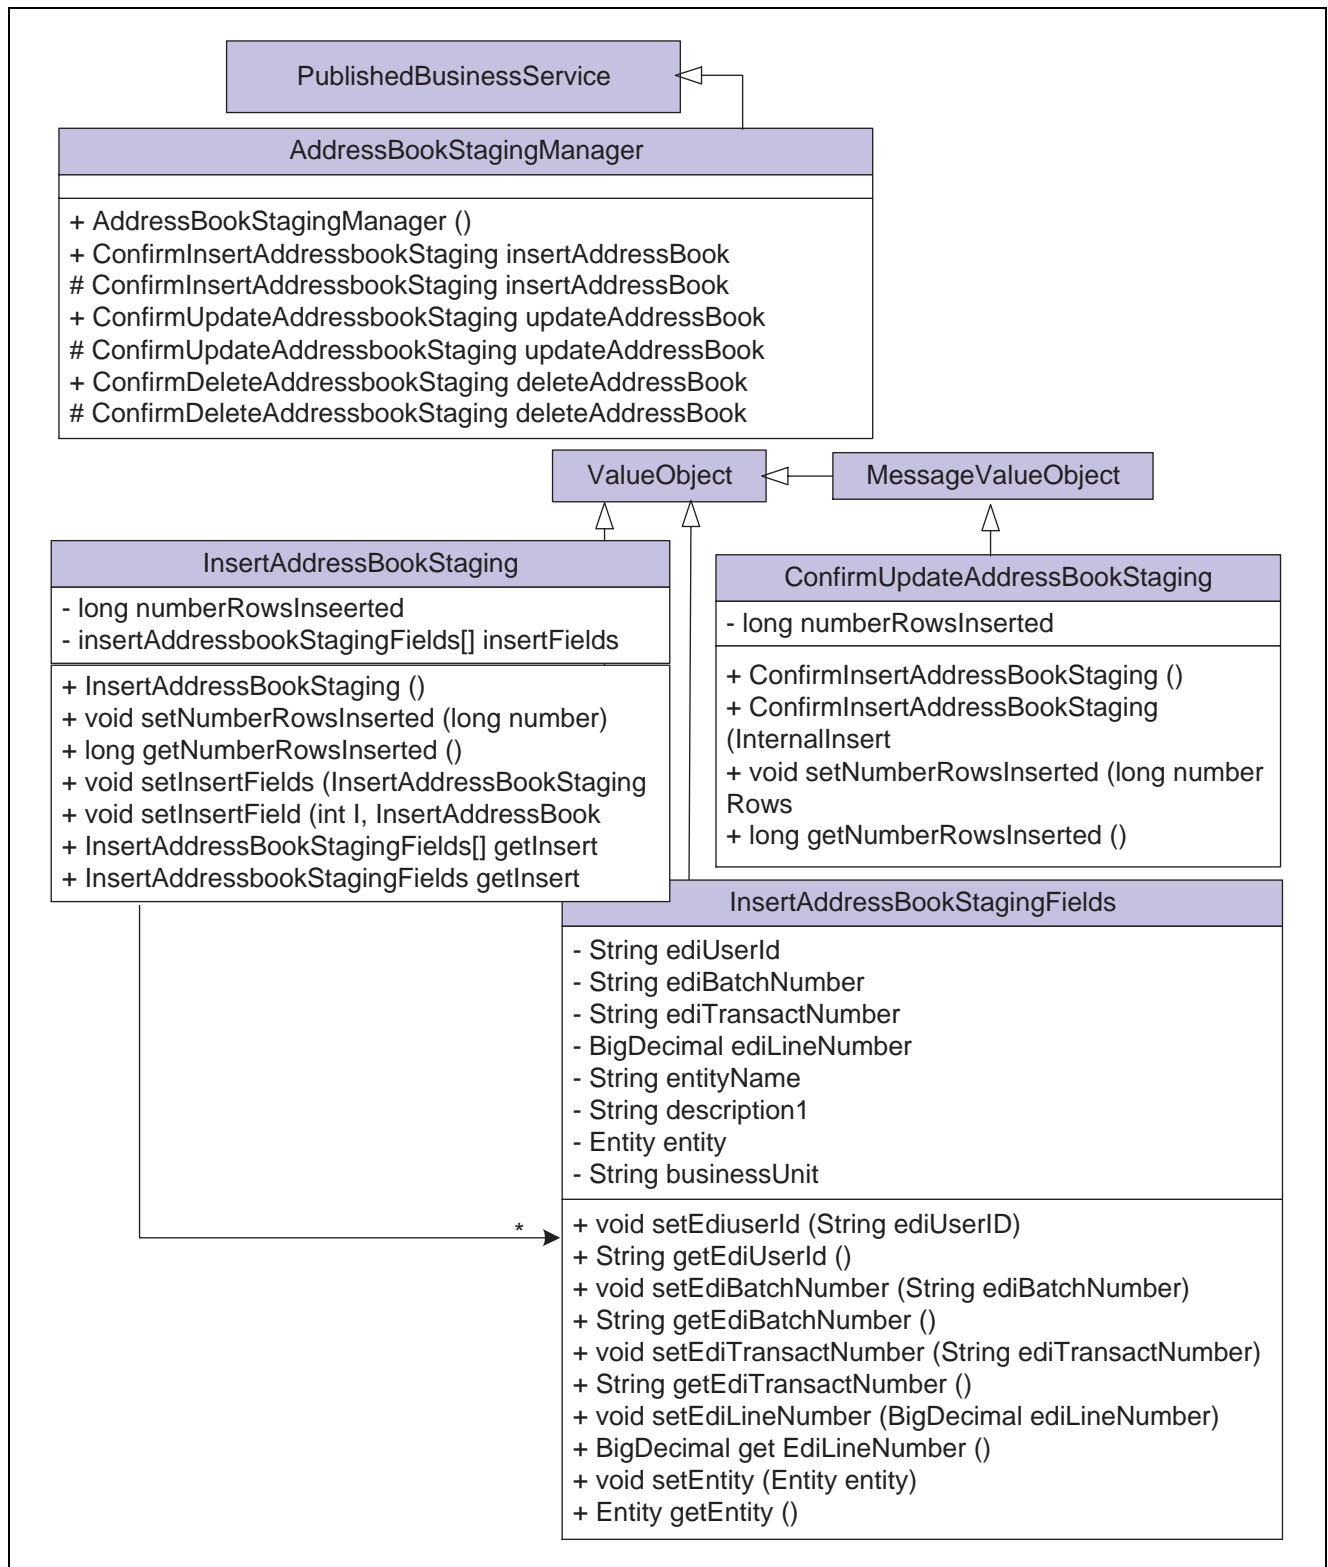 PublishedBusinessService
AddressBookStagingManager
+ AddressBookStagingManager ()
+ ConfirmInsertAddressbookStaging insertAddressBook
# ConfirmInsertAddressbookStaging insertAddressBook
+ ConfirmUpdateAddressbookStaging updateAddressBook
# ConfirmUpdateAddressbookStaging updateAddressBook
+ ConfirmDeleteAddressbookStaging deleteAddressBook
# ConfirmDeleteAddressbookStaging deleteAddressBook
ValueObject
MessageValueObject
InsertAddressBookStaging
- long numberRowsInseerted
- insertAddressbookStagingFields[] insertFields
+ InsertAddressBookStaging ()
+ void setNumberRowsInserted (long number)
+ long getNumberRowsInserted ()
+ void setInsertFields (InsertAddressBookStaging
+ void setInsertField (int I, InsertAddressBook
+ InsertAddressBookStagingFields[] getInsert
+ InsertAddressbookStagingFields getInsert
ConfirmUpdateAddressBookStaging
- long numberRowsInserted
+ ConfirmInsertAddressBookStaging ()
+ ConfirmInsertAddressBookStaging
(InternalInsert
+ void setNumberRowsInserted (long number
Rows
+ long getNumberRowsInserted ()
InsertAddressBookStagingFields
- String ediUserId
- String ediBatchNumber
- String ediTransactNumber
- BigDecimal ediLineNumber
- String entityName
- String description1
- Entity entity
- String businessUnit
*
+ void setEdiuserId (String ediUserID)
+ String getEdiUserId ()
+ void setEdiBatchNumber (String ediBatchNumber)
+ String getEdiBatchNumber ()
+ void setEdiTransactNumber (String ediTransactNumber)
+ String getEdiTransactNumber ()
+ void setEdiLineNumber (BigDecimal ediLineNumber)
+ BigDecimal get EdiLineNumber ()
+ void setEntity (Entity entity)
+ Entity getEntity ()